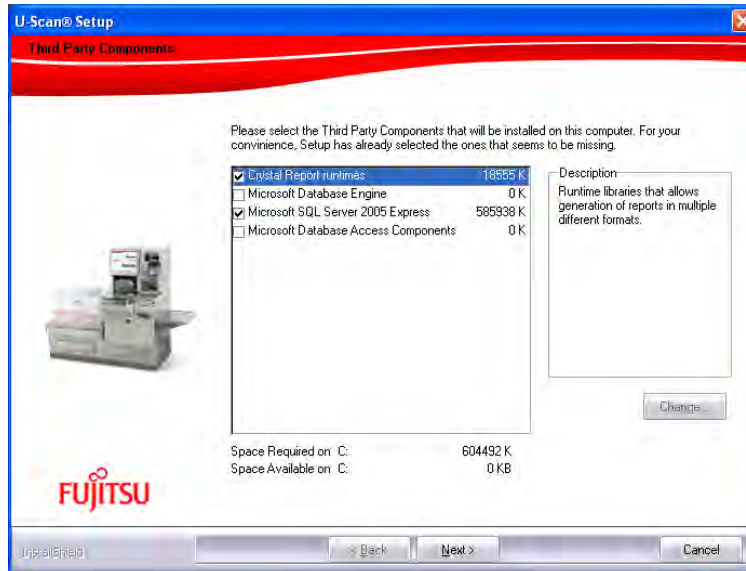 U-Scan® Setup
Third Party Components
Please select the Third Party Components that will be installed on this computer. For your
convinience, Setup has already selected the ones that seems to be missing.
Crystal Report runtimes 18555 K
Microsoft Database Engine 0 K
Microsoft SQL Server 2005 Express 585938 K
Microsoft Database Access Components 0 K
Description
Runtime libraries that allows
generation of reports in multiple
different formats.
Change...
Space Required on C: 604492 K
Space Available on C: 0 KB
FUJITSU
InstallShield
< Back
Next >
Cancel